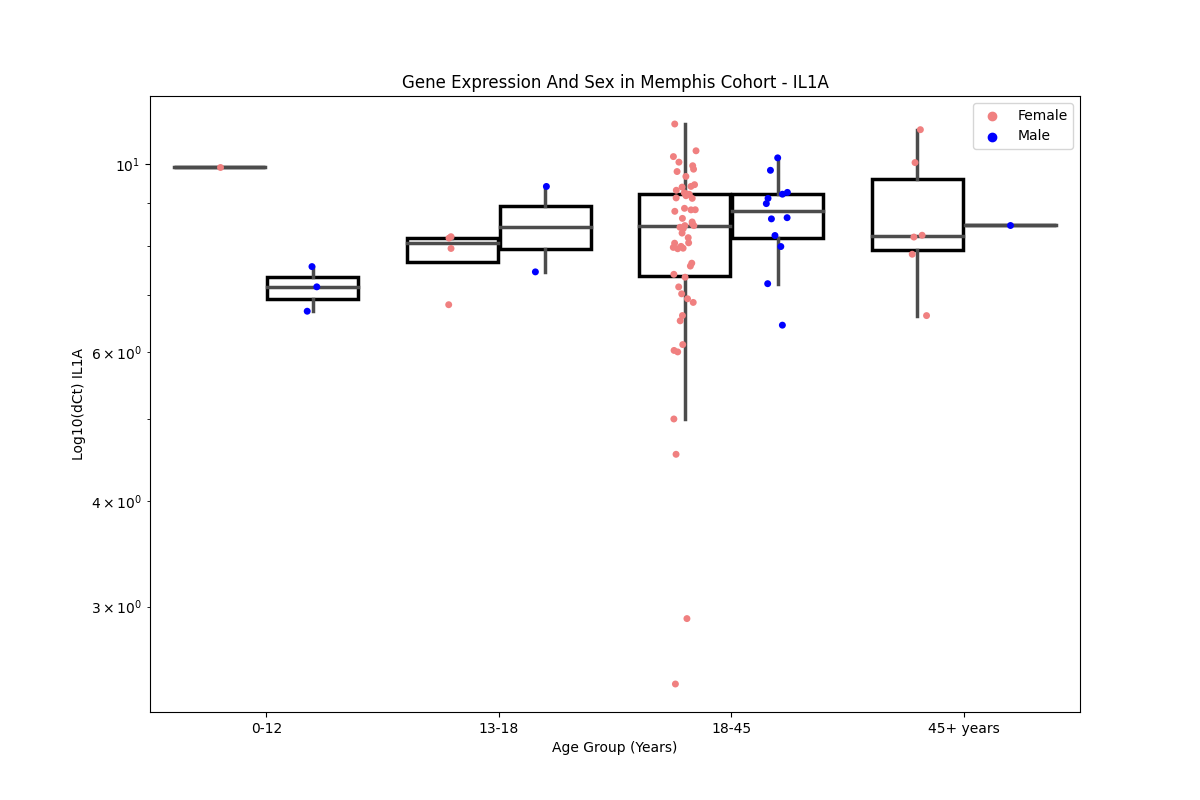 Gene Expression And Sex in Memphis Cohort - IL1A
Female
Male
10¹
6 × 10⁰
4 × 10⁰
3 × 10⁰
Log10(dCt) IL1A
0-12
13-18
18-45
45+ years
Age Group (Years)